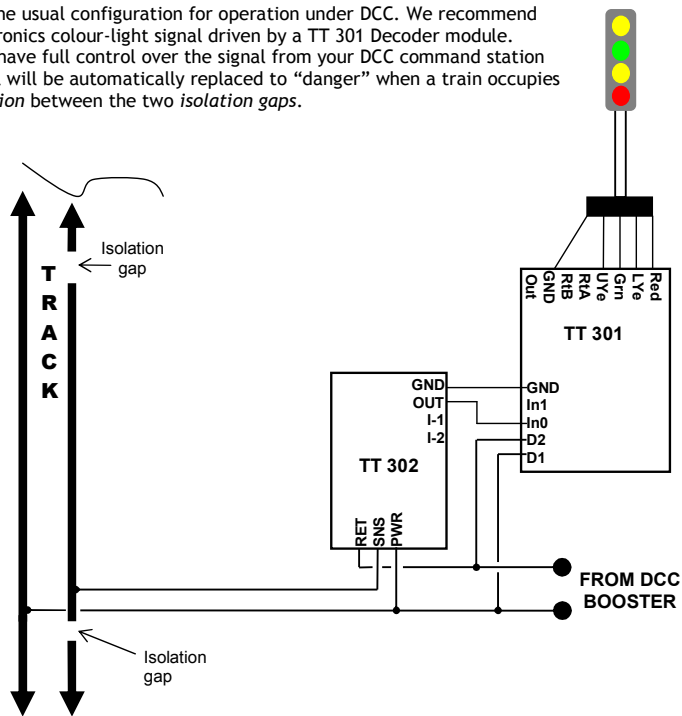 he usual configuration for operation under DCC. We recommend
ronics colour-light signal driven by a TT 301 Decoder module.
have full control over the signal from your DCC command station
will be automatically replaced to “danger” when a train occupies
ion between the two isolation gaps.
Isolation
gap
TRACK
Out
GND
RtB
RtA
UYe
Grn
LYe
Red
TT 301
GND
In1
In0
D2
D1
GND
OUT
I-1
I-2
TT 302
RET
SNS
PWR
FROM DCC
BOOSTER
Isolation
gap